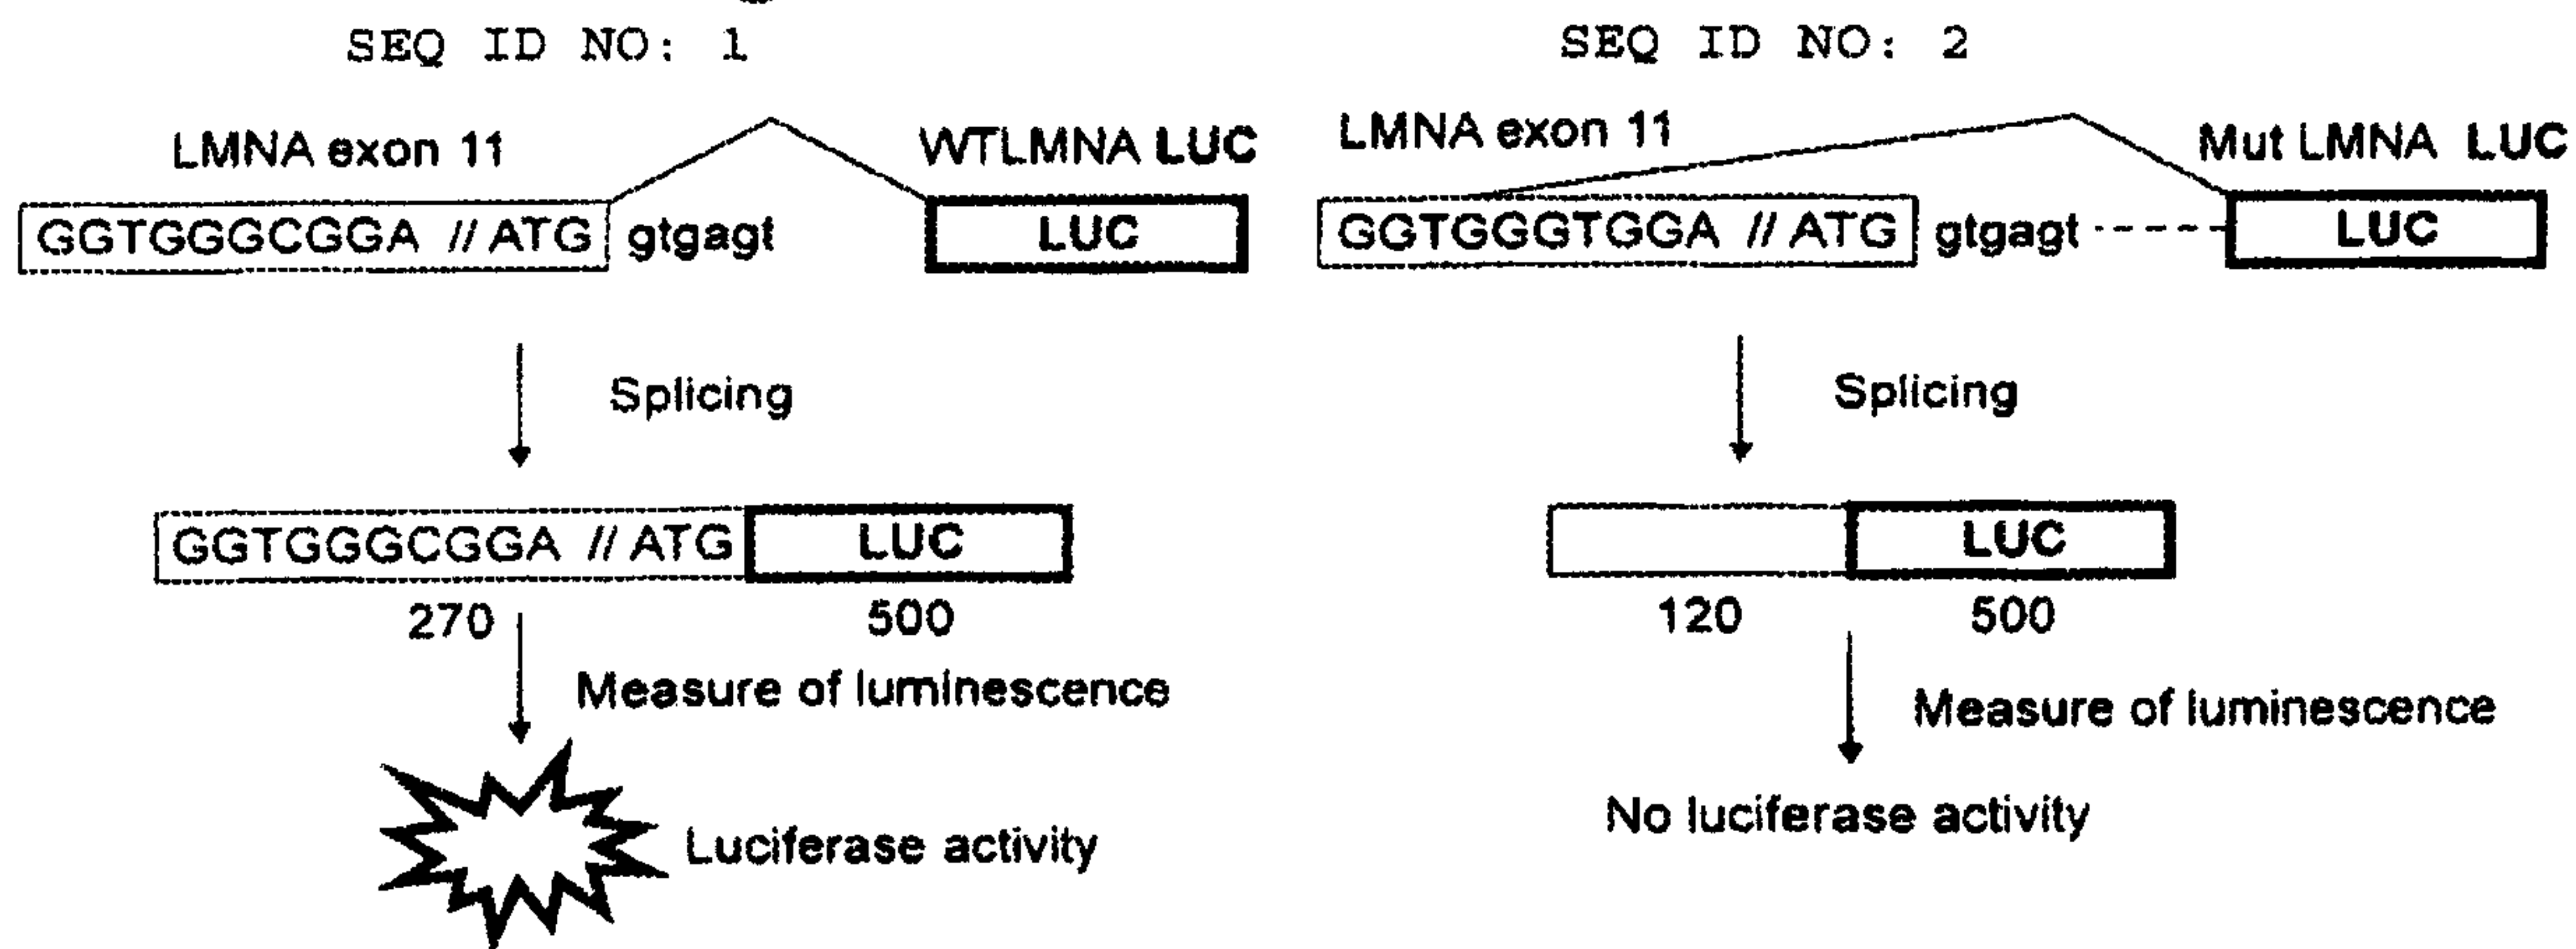 SEQ ID NO: 1
LMNA exon 11
WTLMNA LUC
GGTGGGCGGA // ATG gtgagt
LUC
Splicing
GGTGGGCGGA // ATG
LUC
270
500
Measure of luminescence
Luciferase activity
SEQ ID NO: 2
LMNA exon 11
Mut LMNA LUC
GGTGGGTGGA // ATG gtgagt
LUC
Splicing
LUC
120
500
Measure of luminescence
No luciferase activity